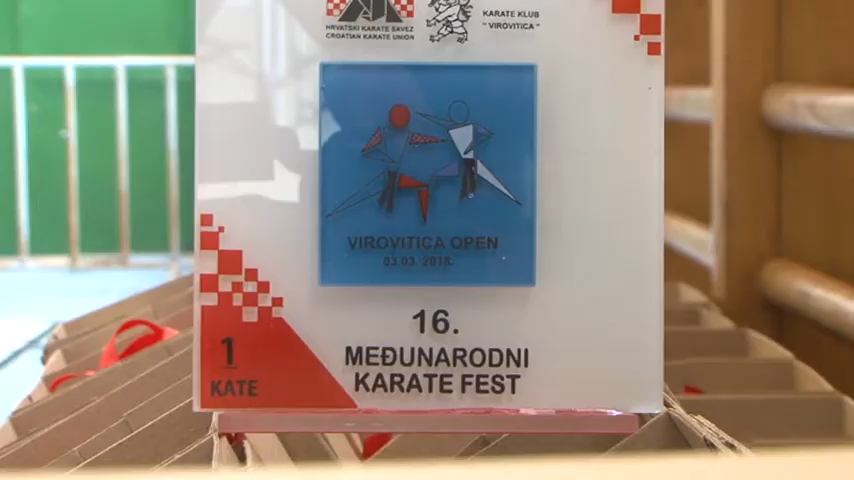 HRVATSKI KARATE SAVEZ
CROATIAN KARATE UNION
KARATE KLUB
"VIROVITICA"
VIROVITICA OPEN
03.03. 2018.
16.
MEĐUNARODNI
KARATE FEST
1
KATE